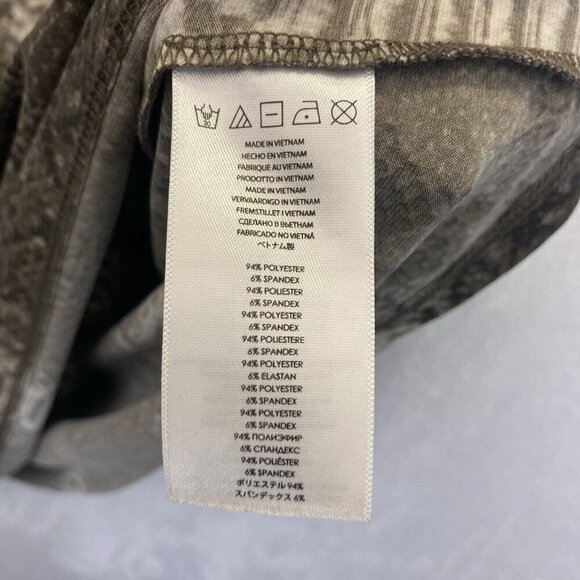 30
MADE IN VIETNAM
HECHO EN VIETNAM
FABRIQUE AU VIETNAM
PRODOTTO IN VIETNAM
MADE IN VIETNAM
VERVAARDIGD IN VIETNAM
FREMSTILLET I VIETNAM
СДЕЛАНО В ВЬЕТНАМ
FABRICADO NO VIETNÃ
ベトナム製
94% POLYESTER
6% SPANDEX
94% POLIESTER
6% SPANDEX
94% POLYESTER
6% SPANDEX
94% POLIESTERE
6% SPANDEX
94% POLYESTER
6% ELASTAN
94% POLYESTER
6% SPANDEX
94% POLYESTER
6% SPANDEX
94% ПОЛИЭФИР
6% СПАНДЕКС
94% POLIÉSTER
6% SPANDEX
ポリエステル 94%
スパンデックス 6%